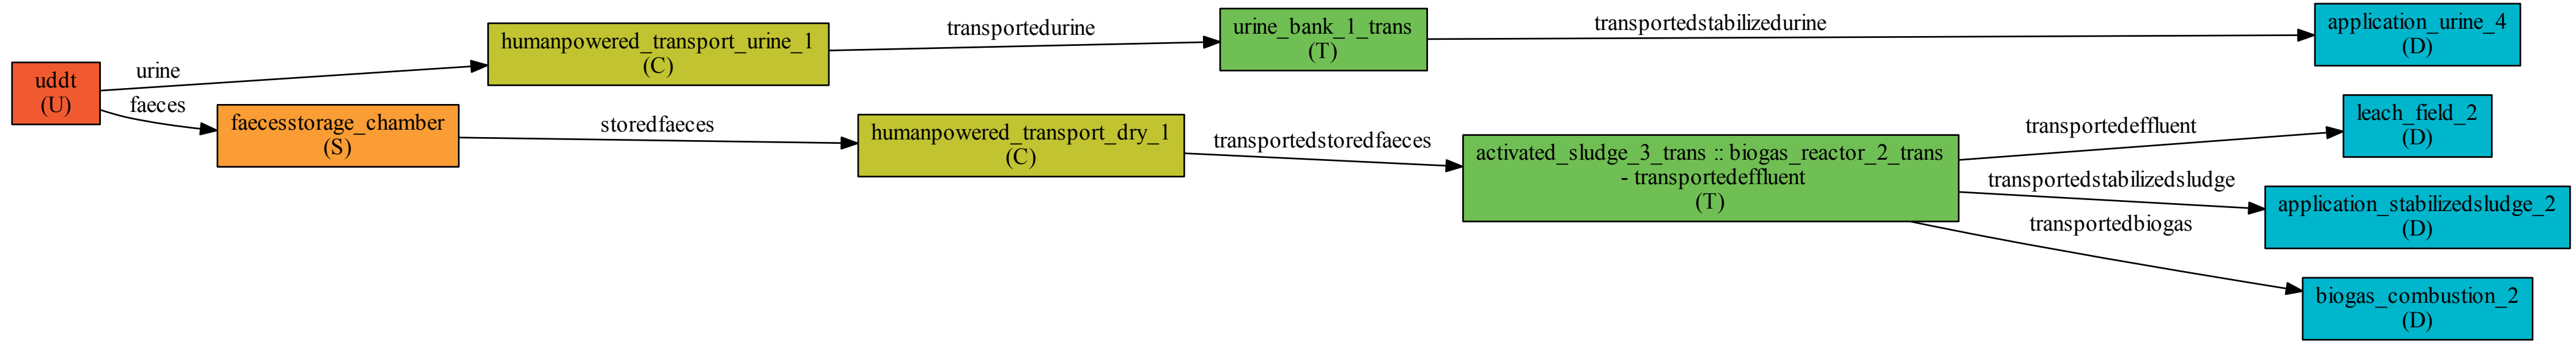 uddt
(U)
urine
faeces
humanpowered_transport_urine_1
(C)
faecesstorage_chamber
(S)
transportedurine
storedfaeces
humanpowered_transport_dry_1
(C)
urine_bank_1_trans
(T)
transportedstoredfaeces
transportedstabilizedurine
activated_sludge_3_trans :: biogas_reactor_2_trans
- transportedeffluent
(T)
transportedeffluent
transportedstabilizedsludge
transportedbiogas
application_urine_4
(D)
leach_field_2
(D)
application_stabilizedsludge_2
(D)
biogas_combustion_2
(D)